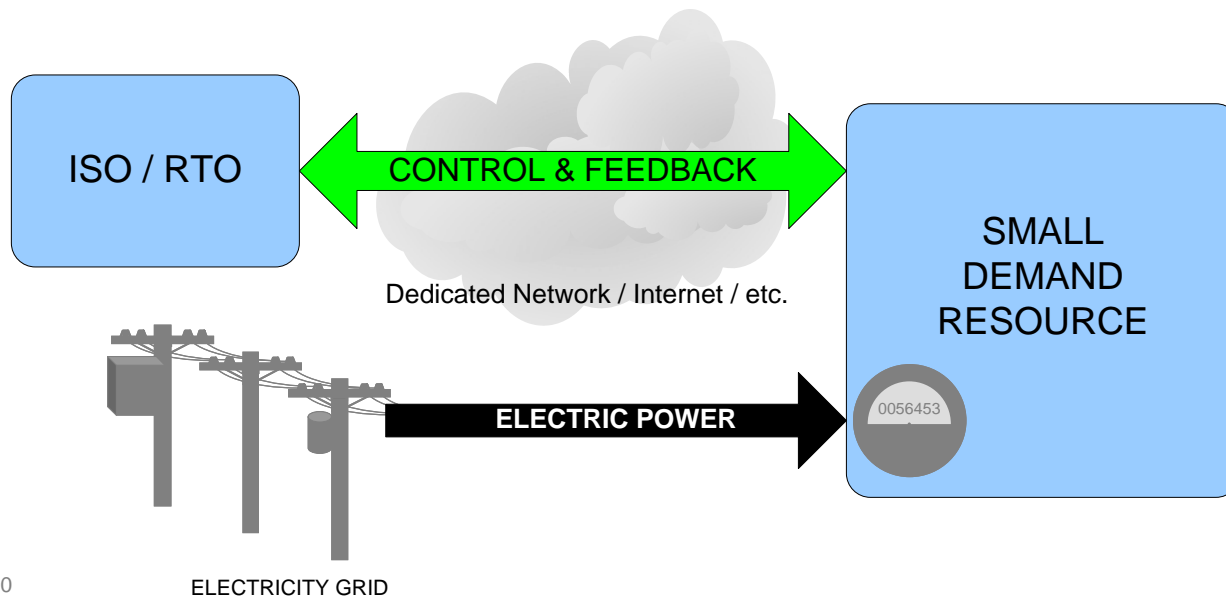 ISO / RTO
CONTROL & FEEDBACK
SMALL
DEMAND
RESOURCE
Dedicated Network / Internet / etc.
0056453
ELECTRIC POWER
0
ELECTRICITY GRID